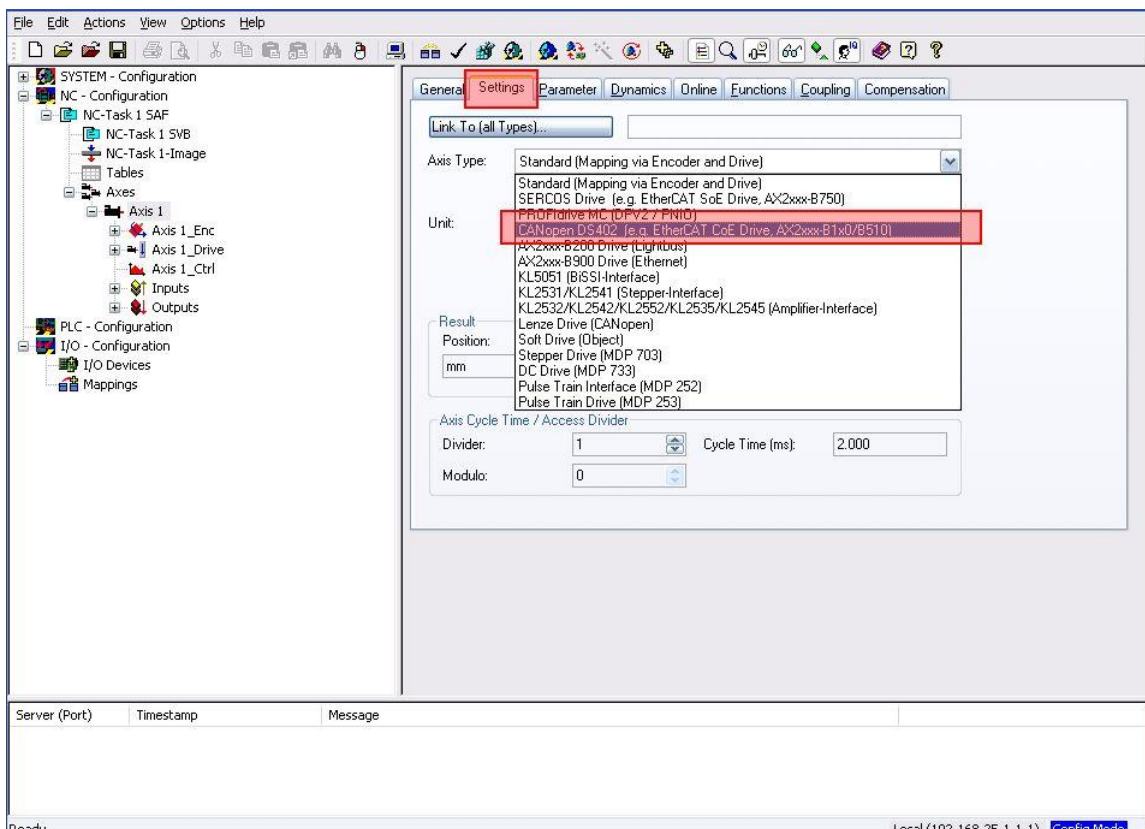 File Edit Actions View Options Help
SYSTEM - Configuration
NC - Configuration
NC-Task 1 SAF
NC-Task 1 SVB
NC-Task 1-Image
Tables
Axes
Axis 1
Axis 1_Enc
Axis 1_Drive
Axis 1_Ctrl
Inputs
Outputs
PLC - Configuration
I/O - Configuration
I/O Devices
Mappings
General Settings Parameter Dynamics Online Functions Coupling Compensation
Link To (all Types)...
Axis Type: Standard (Mapping via Encoder and Drive)
Standard (Mapping via Encoder and Drive)
SERCOS Drive (e.g. EtherCAT SoE Drive, AX2xxx-B750)
PROFIdrive MC (DPV2 / PNIO)
Unit:
CANopen DS402 (e.g. EtherCAT CoE Drive, AX2xxx-B1x0/B510)
AX2xxx-B200 Drive (Lightbus)
AX2xxx-B900 Drive (Ethernet)
KL5051 (BiSSI-Interface)
KL2531/KL2541 (Stepper-Interface)
KL2532/KL2542/KL2552/KL2535/KL2545 (Amplifier-Interface)
Lenze Drive (CANopen)
Soft Drive (Object)
Stepper Drive (MDP 703)
DC Drive (MDP 733)
Pulse Train Interface (MDP 252)
Pulse Train Drive (MDP 253)
Result
Position:
mm
Axis Cycle Time / Access Divider
Divider: 1 Cycle Time (ms): 2.000
Modulo: 0
Server (Port) Timestamp Message
Ready Local (192.168.25.1.1.1) Config Mode